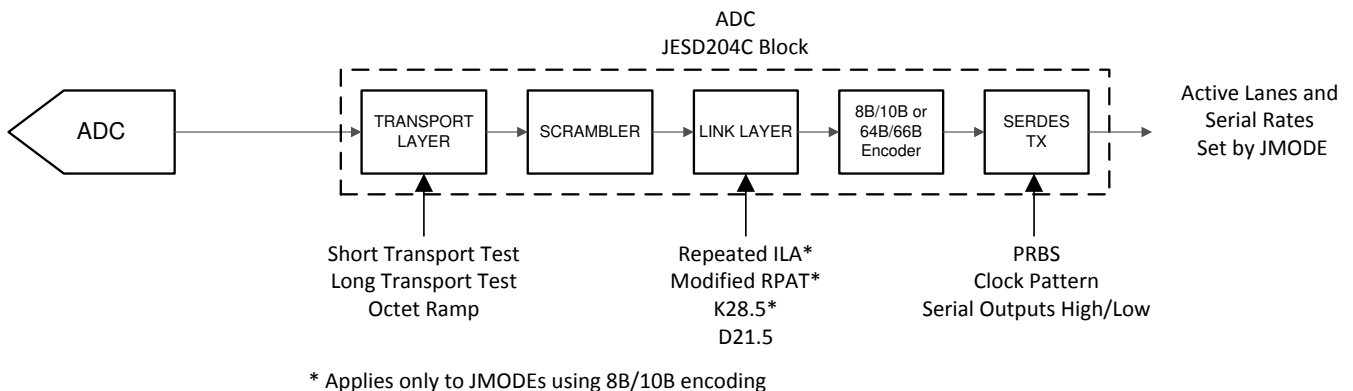 ADC
JESD204C Block
ADC
TRANSPORT
LAYER
SCRAMBLER
LINK LAYER
8B/10B or
64B/66B
Encoder
SERDES
TX
Active Lanes and
Serial Rates
Set by JMODE
Short Transport Test
Long Transport Test
Octet Ramp
Repeated ILA*
Modified RPAT*
K28.5*
D21.5
PRBS
Clock Pattern
Serial Outputs High/Low
* Applies only to JMODEs using 8B/10B encoding